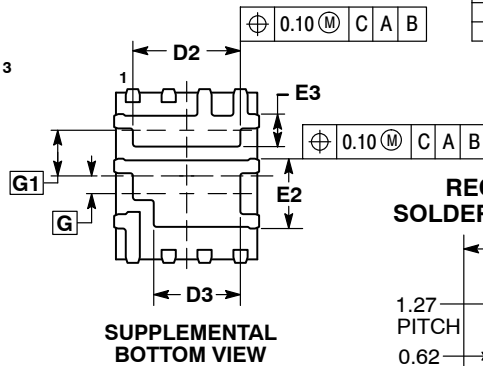 ⌖ 0.10 Ⓜ C A B
3
D2
1
E3
⌖ 0.10 Ⓜ C A B
G1
E2
G
D3
SUPPLEMENTAL
BOTTOM VIEW
SOLDER
1.27
PITCH
0.62